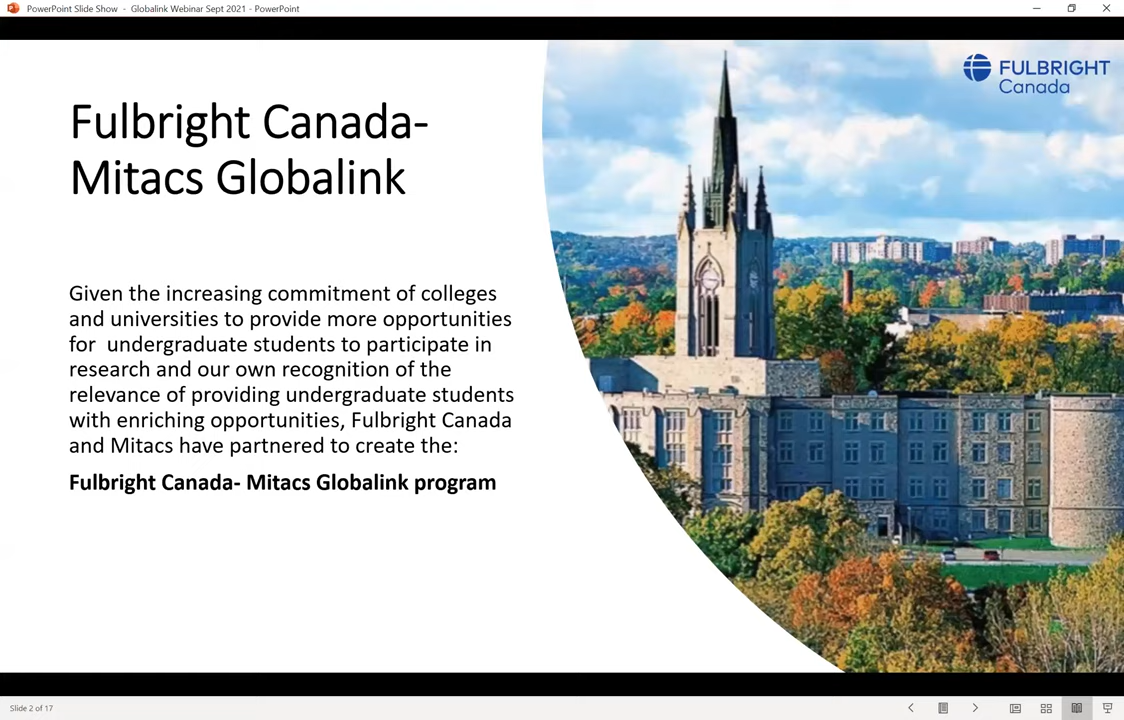 PowerPoint Slide Show - Globalink Webinar Sept 2021 - PowerPoint
FULBRIGHT
Canada
Fulbright Canada-
Mitacs Globalink
Given the increasing commitment of colleges
and universities to provide more opportunities
for undergraduate students to participate in
research and our own recognition of the
relevance of providing undergraduate students
with enriching opportunities, Fulbright Canada
and Mitacs have partnered to create the:
Fulbright Canada- Mitacs Globalink program
Slide 2 of 17